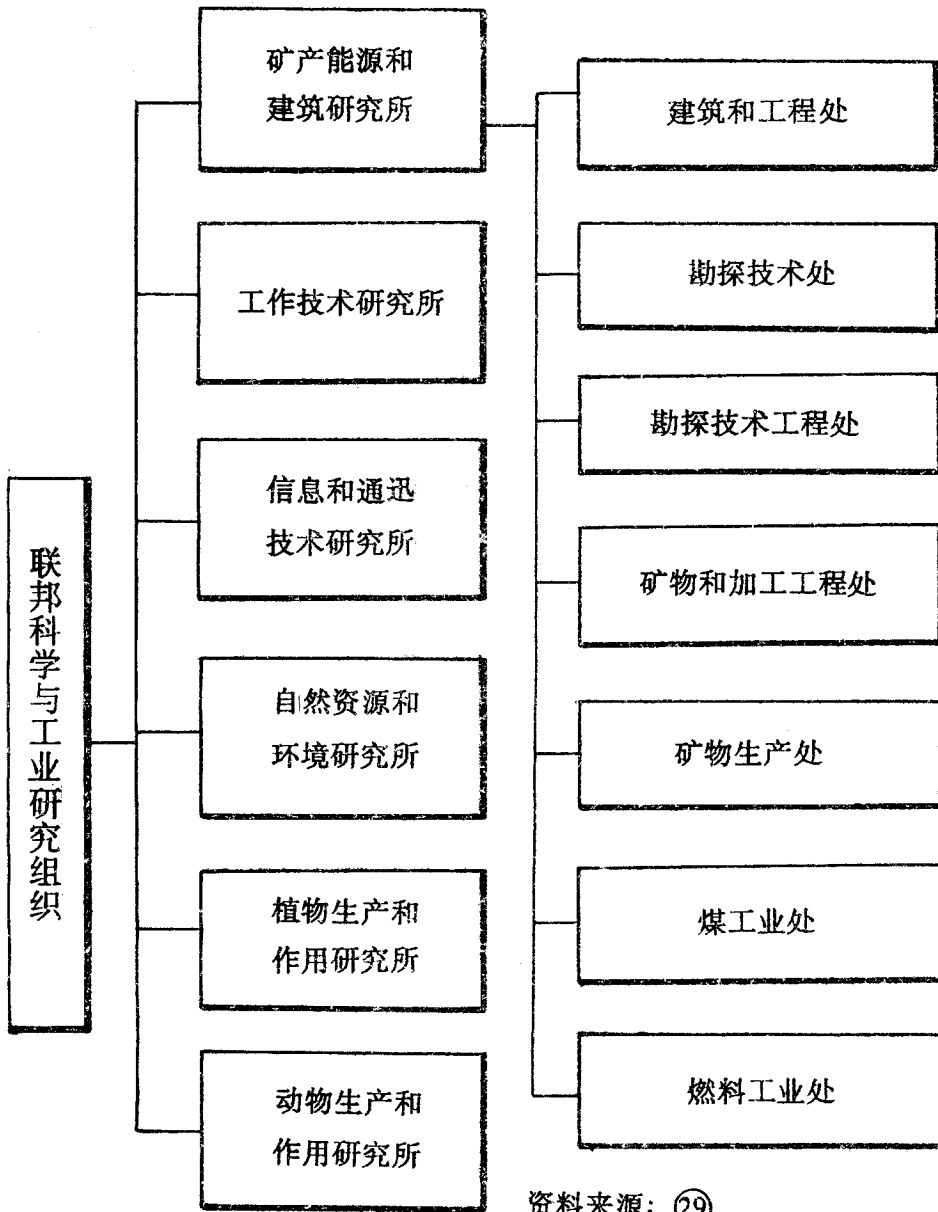 联邦科学与工业研究组织
矿产能源和
建筑研究所
工作技术研究所
信息和通迅
技术研究所
自然资源和
环境研究所
植物生产和
作用研究所
动物生产和
作用研究所
建筑和工程处
勘探技术处
勘探技术工程处
矿物和加工工程处
矿物生产处
煤工业处
燃料工业处
资料来源：㉙